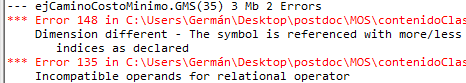 --- ejCaminoCostoMinimo.GMS(35) 3 Mb 2 Errors
*** Error 148 in C:\Users\Germán\Desktop\postdoc\MOS\contenidoClas
Dimension different - The symbol is referenced with more/less
indices as declared
*** Error 135 in C:\Users\Germán\Desktop\postdoc\MOS\contenidoClas
Incompatible operands for relational operator